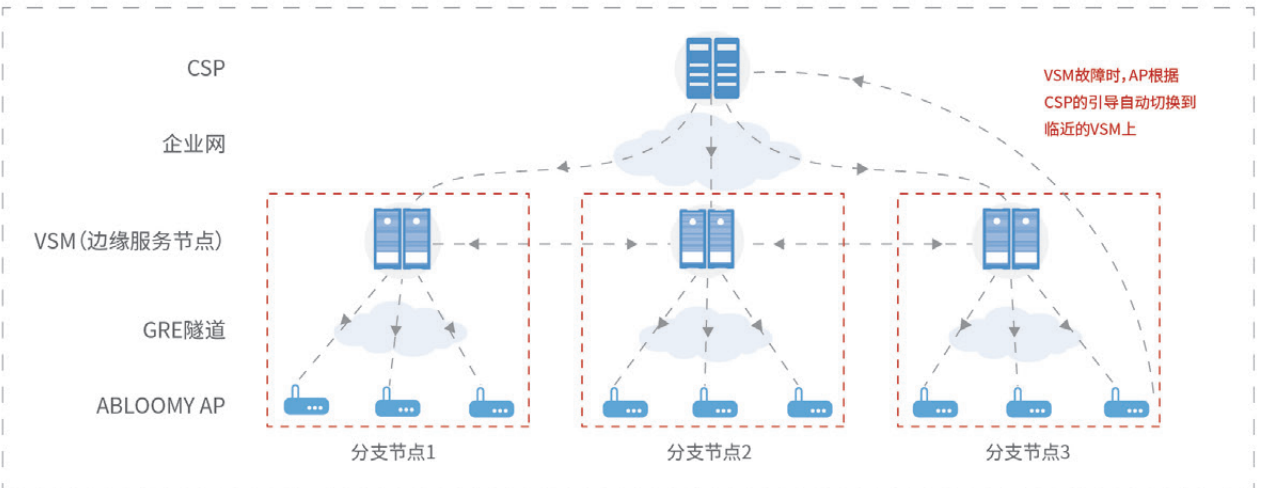 CSP
VSM故障时,AP根据
CSP的引导自动切换到
临近的VSM上
企业网
VSM(边缘服务节点)
GRE隧道
ABLOOMY AP
分支节点1
分支节点2
分支节点3